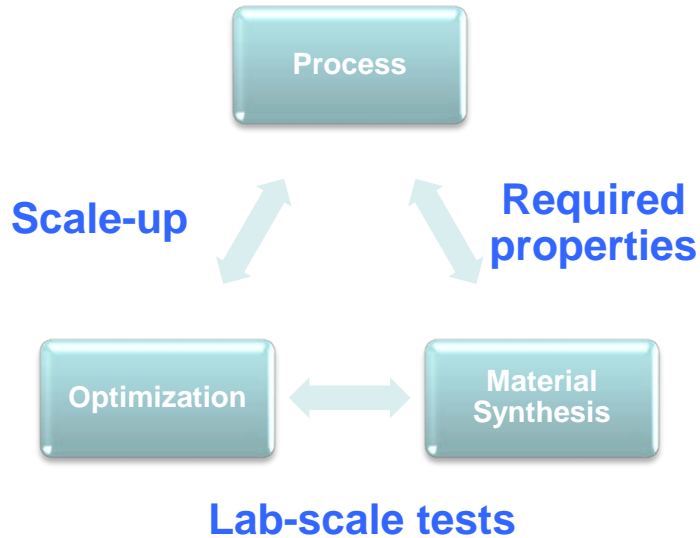 Process
Scale-up
Required
properties
Optimization
Material
Synthesis
Lab-scale tests